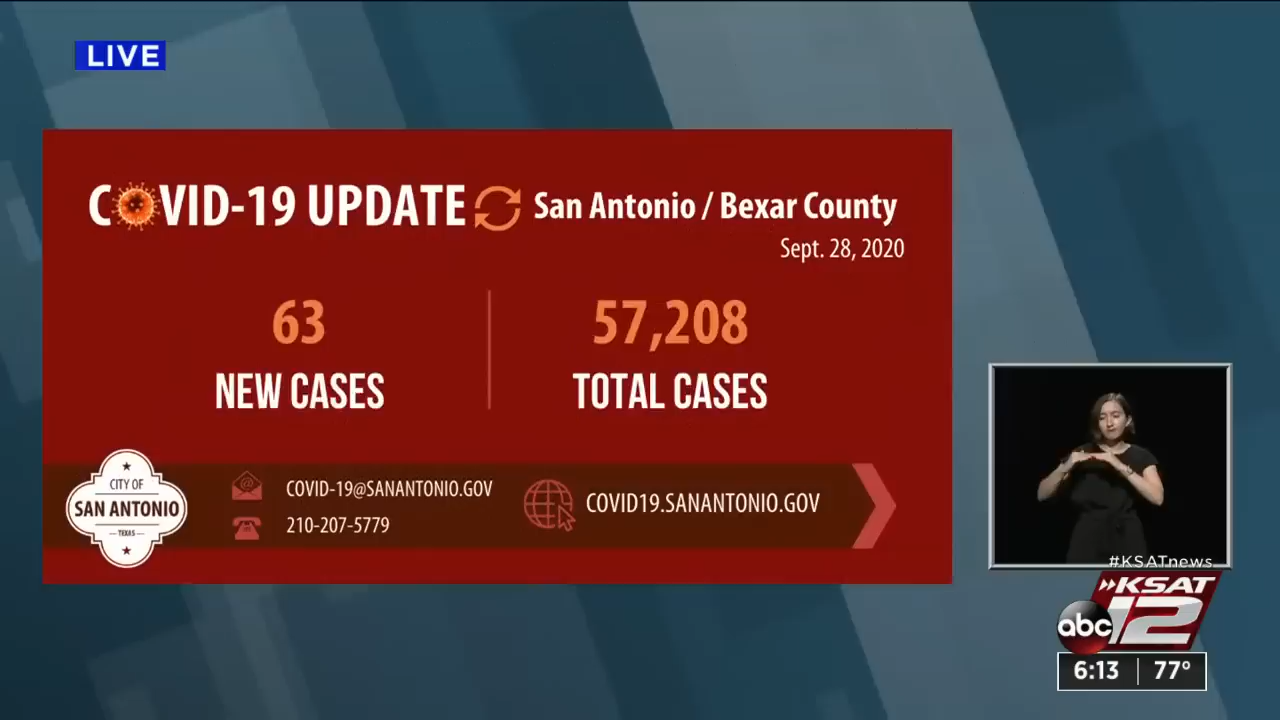 LIVE
COVID-19 UPDATE
San Antonio / Bexar County
Sept. 28, 2020
63
NEW CASES
57,208
TOTAL CASES
CITY OF
SAN ANTONIO
TEXAS
@
COVID-19@SANANTONIO.GOV
210-207-5779
COVID19.SANANTONIO.GOV
#KSATnews
KSAT
abc 12
6:13 77°